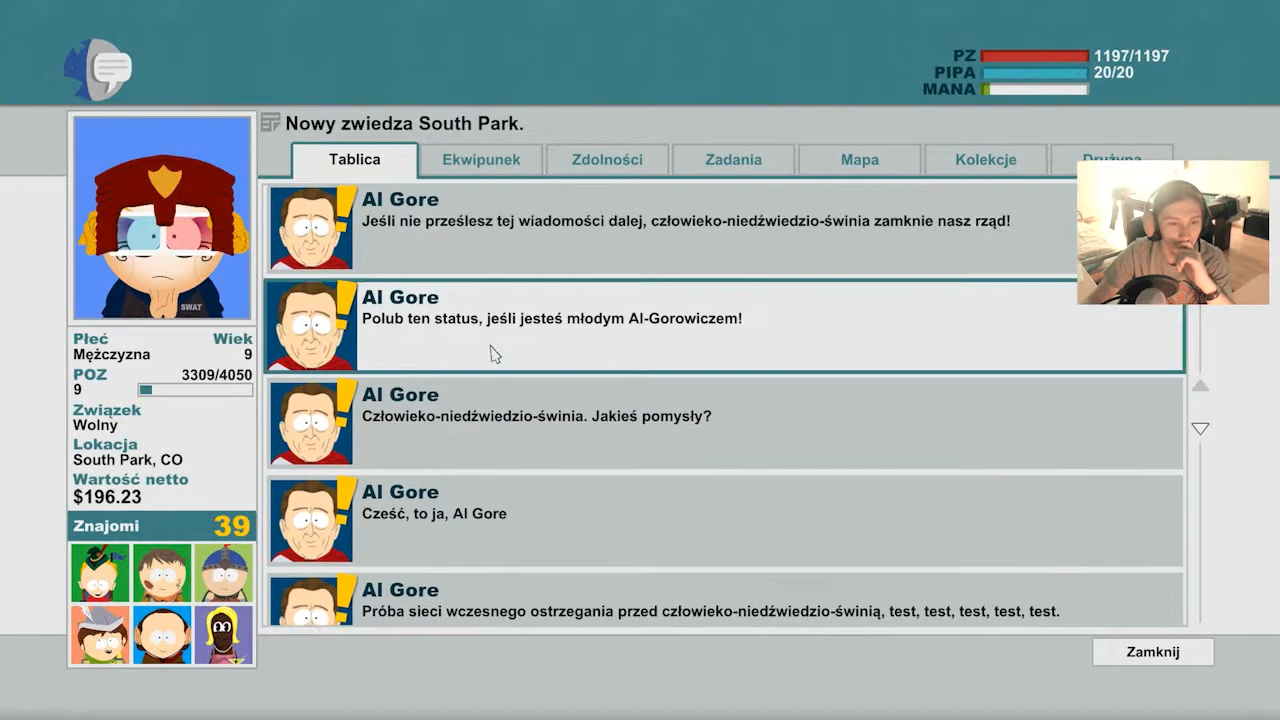 PZ 1197/1197
PIPA 20/20
MANA
Nowy zwiedza South Park.
Tablica Ekwipunek Zdolności Zadania Mapa Kolekcje Drużyna
SWAT
Płeć Wiek
Mężczyzna 9
POZ 3309/4050
9
Związek
Wolny
Lokacja
South Park, CO
Wartość netto
$196.23
Znajomi 39
Al Gore
Jeśli nie prześlesz tej wiadomości dalej, człowieko-niedźwiedzio-świnia zamknie nasz rząd!
Al Gore
Polub ten status, jeśli jesteś młodym Al-Gorowiczem!
Al Gore
Człowieko-niedźwiedzio-świnia. Jakieś pomysły?
Al Gore
Cześć, to ja, Al Gore
Al Gore
Próba sieci wczesnego ostrzegania przed człowieko-niedźwiedzio-świnią, test, test, test, test, test.
Zamknij